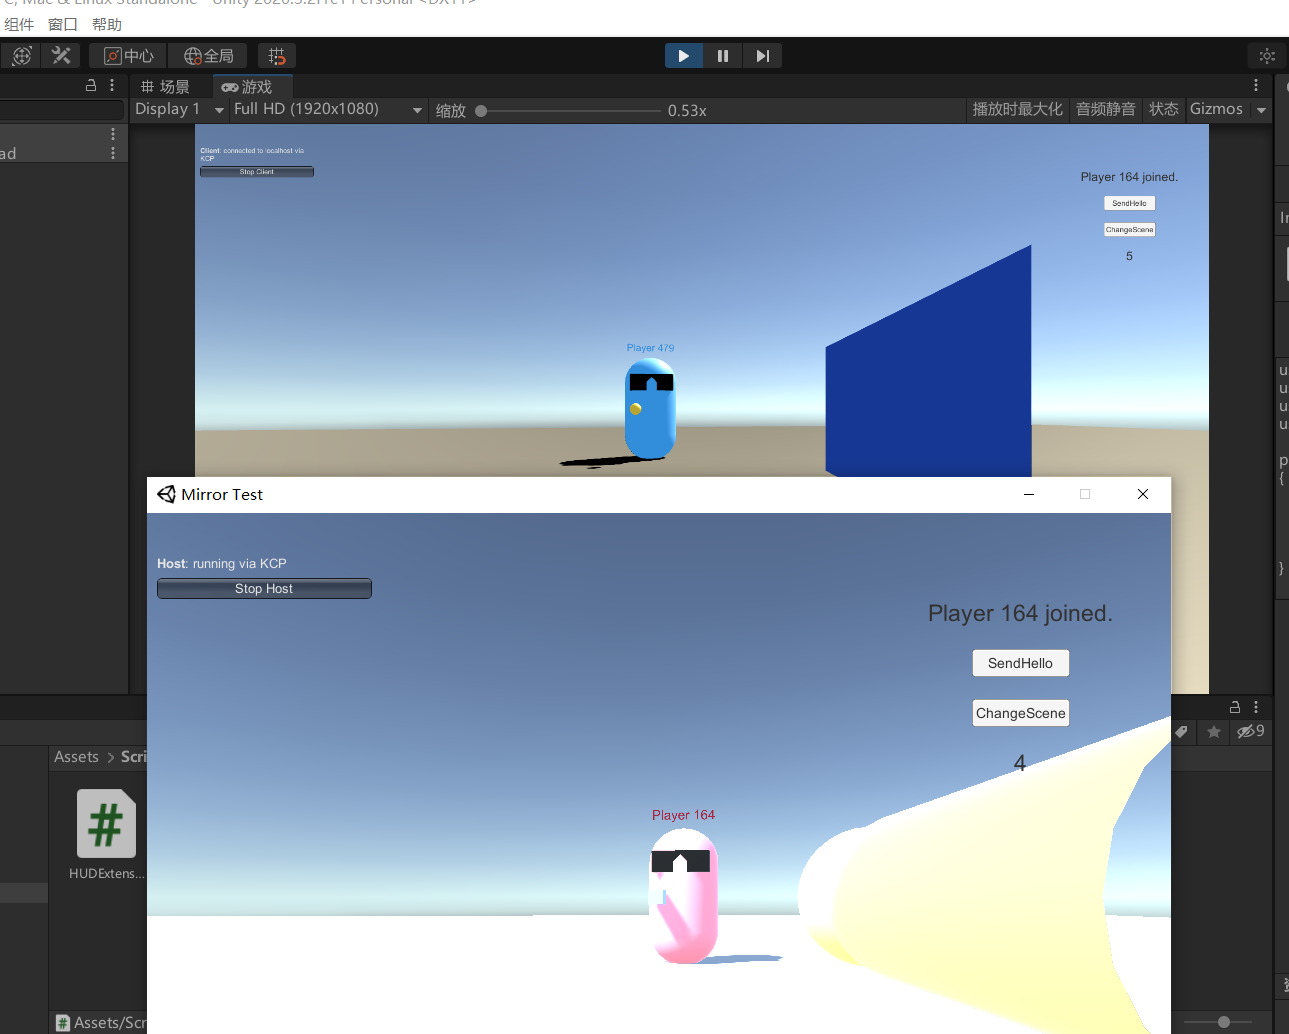 组件 窗口 帮助
中心 全局
场景 游戏
Display 1 Full HD (1920x1080) 缩放 0.53x 播放时最大化 音频静音 状态 Gizmos
ad
Client: connected to localhost via
KCP
Stop Client
Player 164 joined.
SendHello
ChangeScene
5
Player 479
Mirror Test
Host: running via KCP
Stop Host
Player 164 joined.
SendHello
ChangeScene
4
Player 164
9
Assets > Scri
#
HUDExtens...
# Assets/Scr
In
u
u
u
u
p
{
}